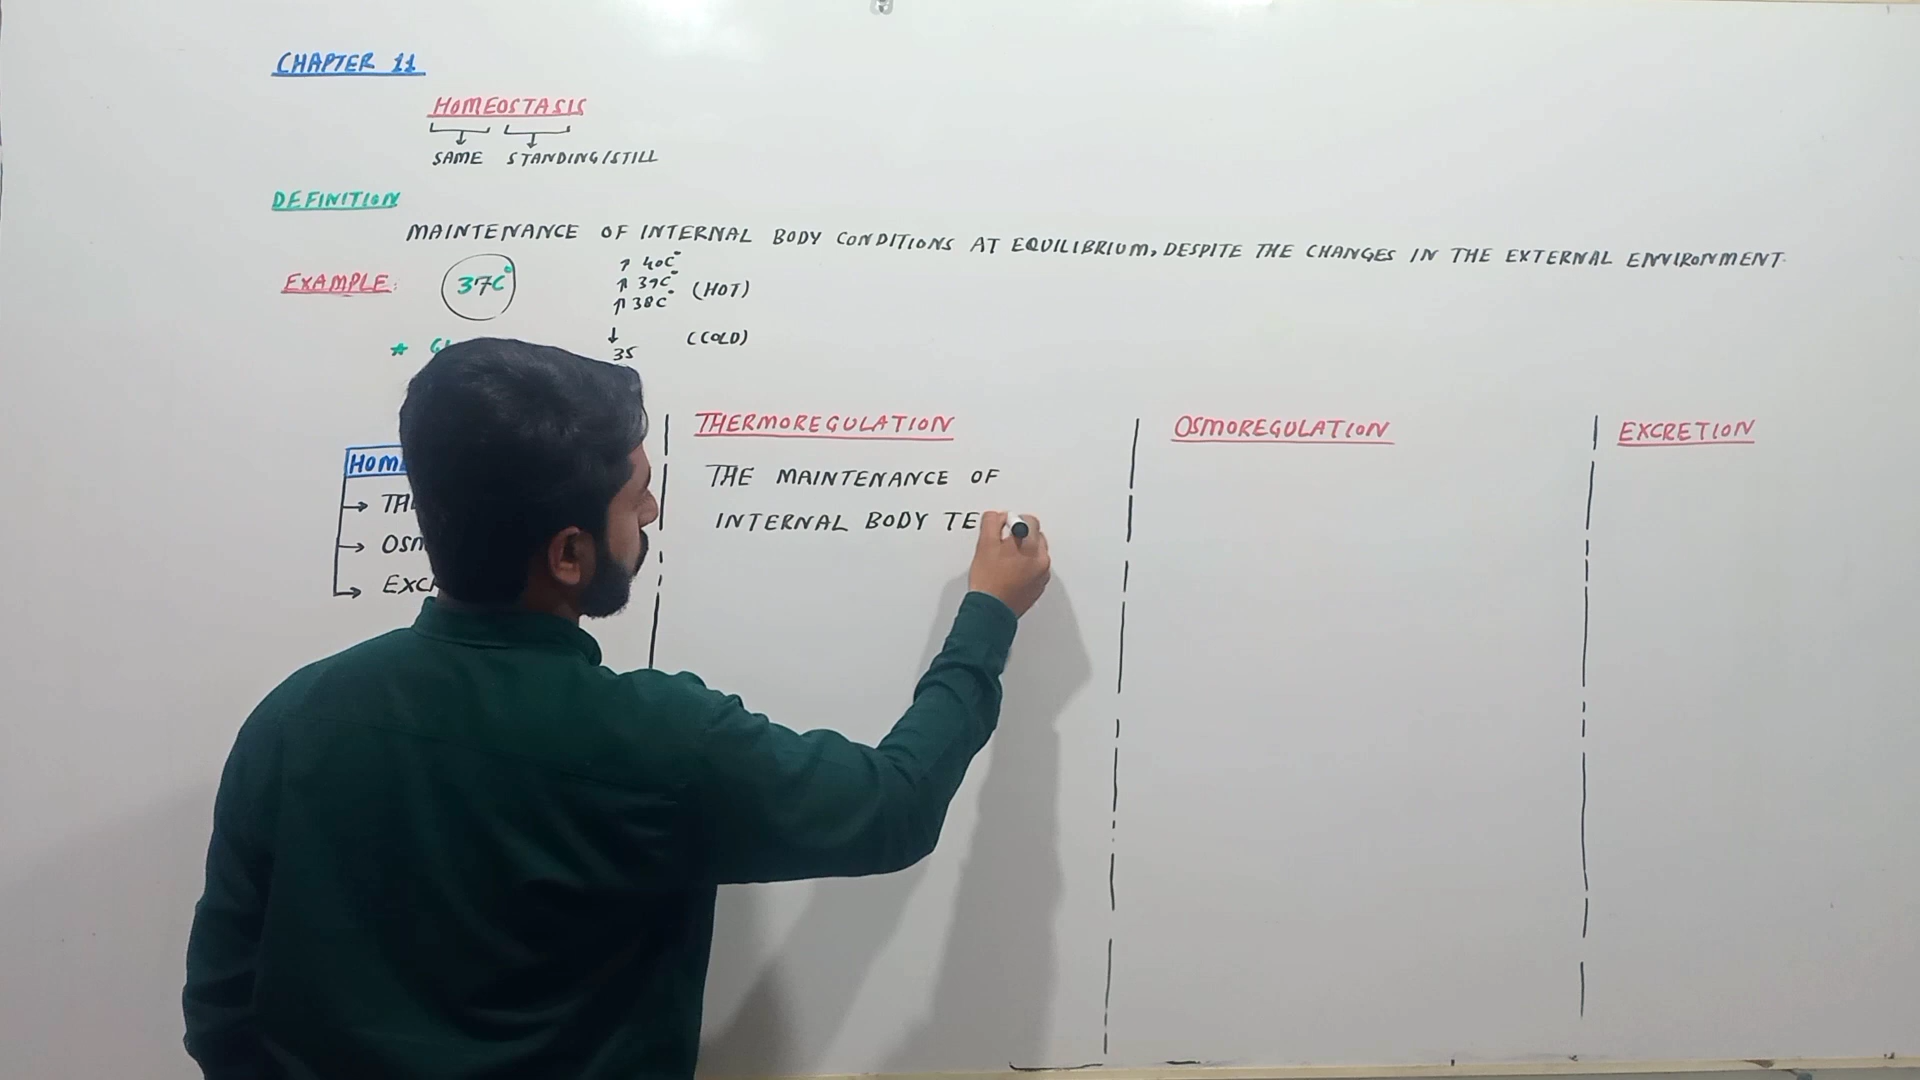 CHAPTER 11
HOMEOSTASIS
SAME STANDING/STILL
DEFINITION
MAINTENANCE OF INTERNAL BODY CONDITIONS AT EQUILIBRIUM, DESPITE THE CHANGES IN THE EXTERNAL ENVIRONMENT.
EXAMPLE: 37C°
↑ 40C°
↑ 39C°
↑ 38C° (HOT)
↓ (COLD)
35
THERMOREGULATION
THE MAINTENANCE OF
INTERNAL BODY TE
OSMOREGULATION
EXCRETION